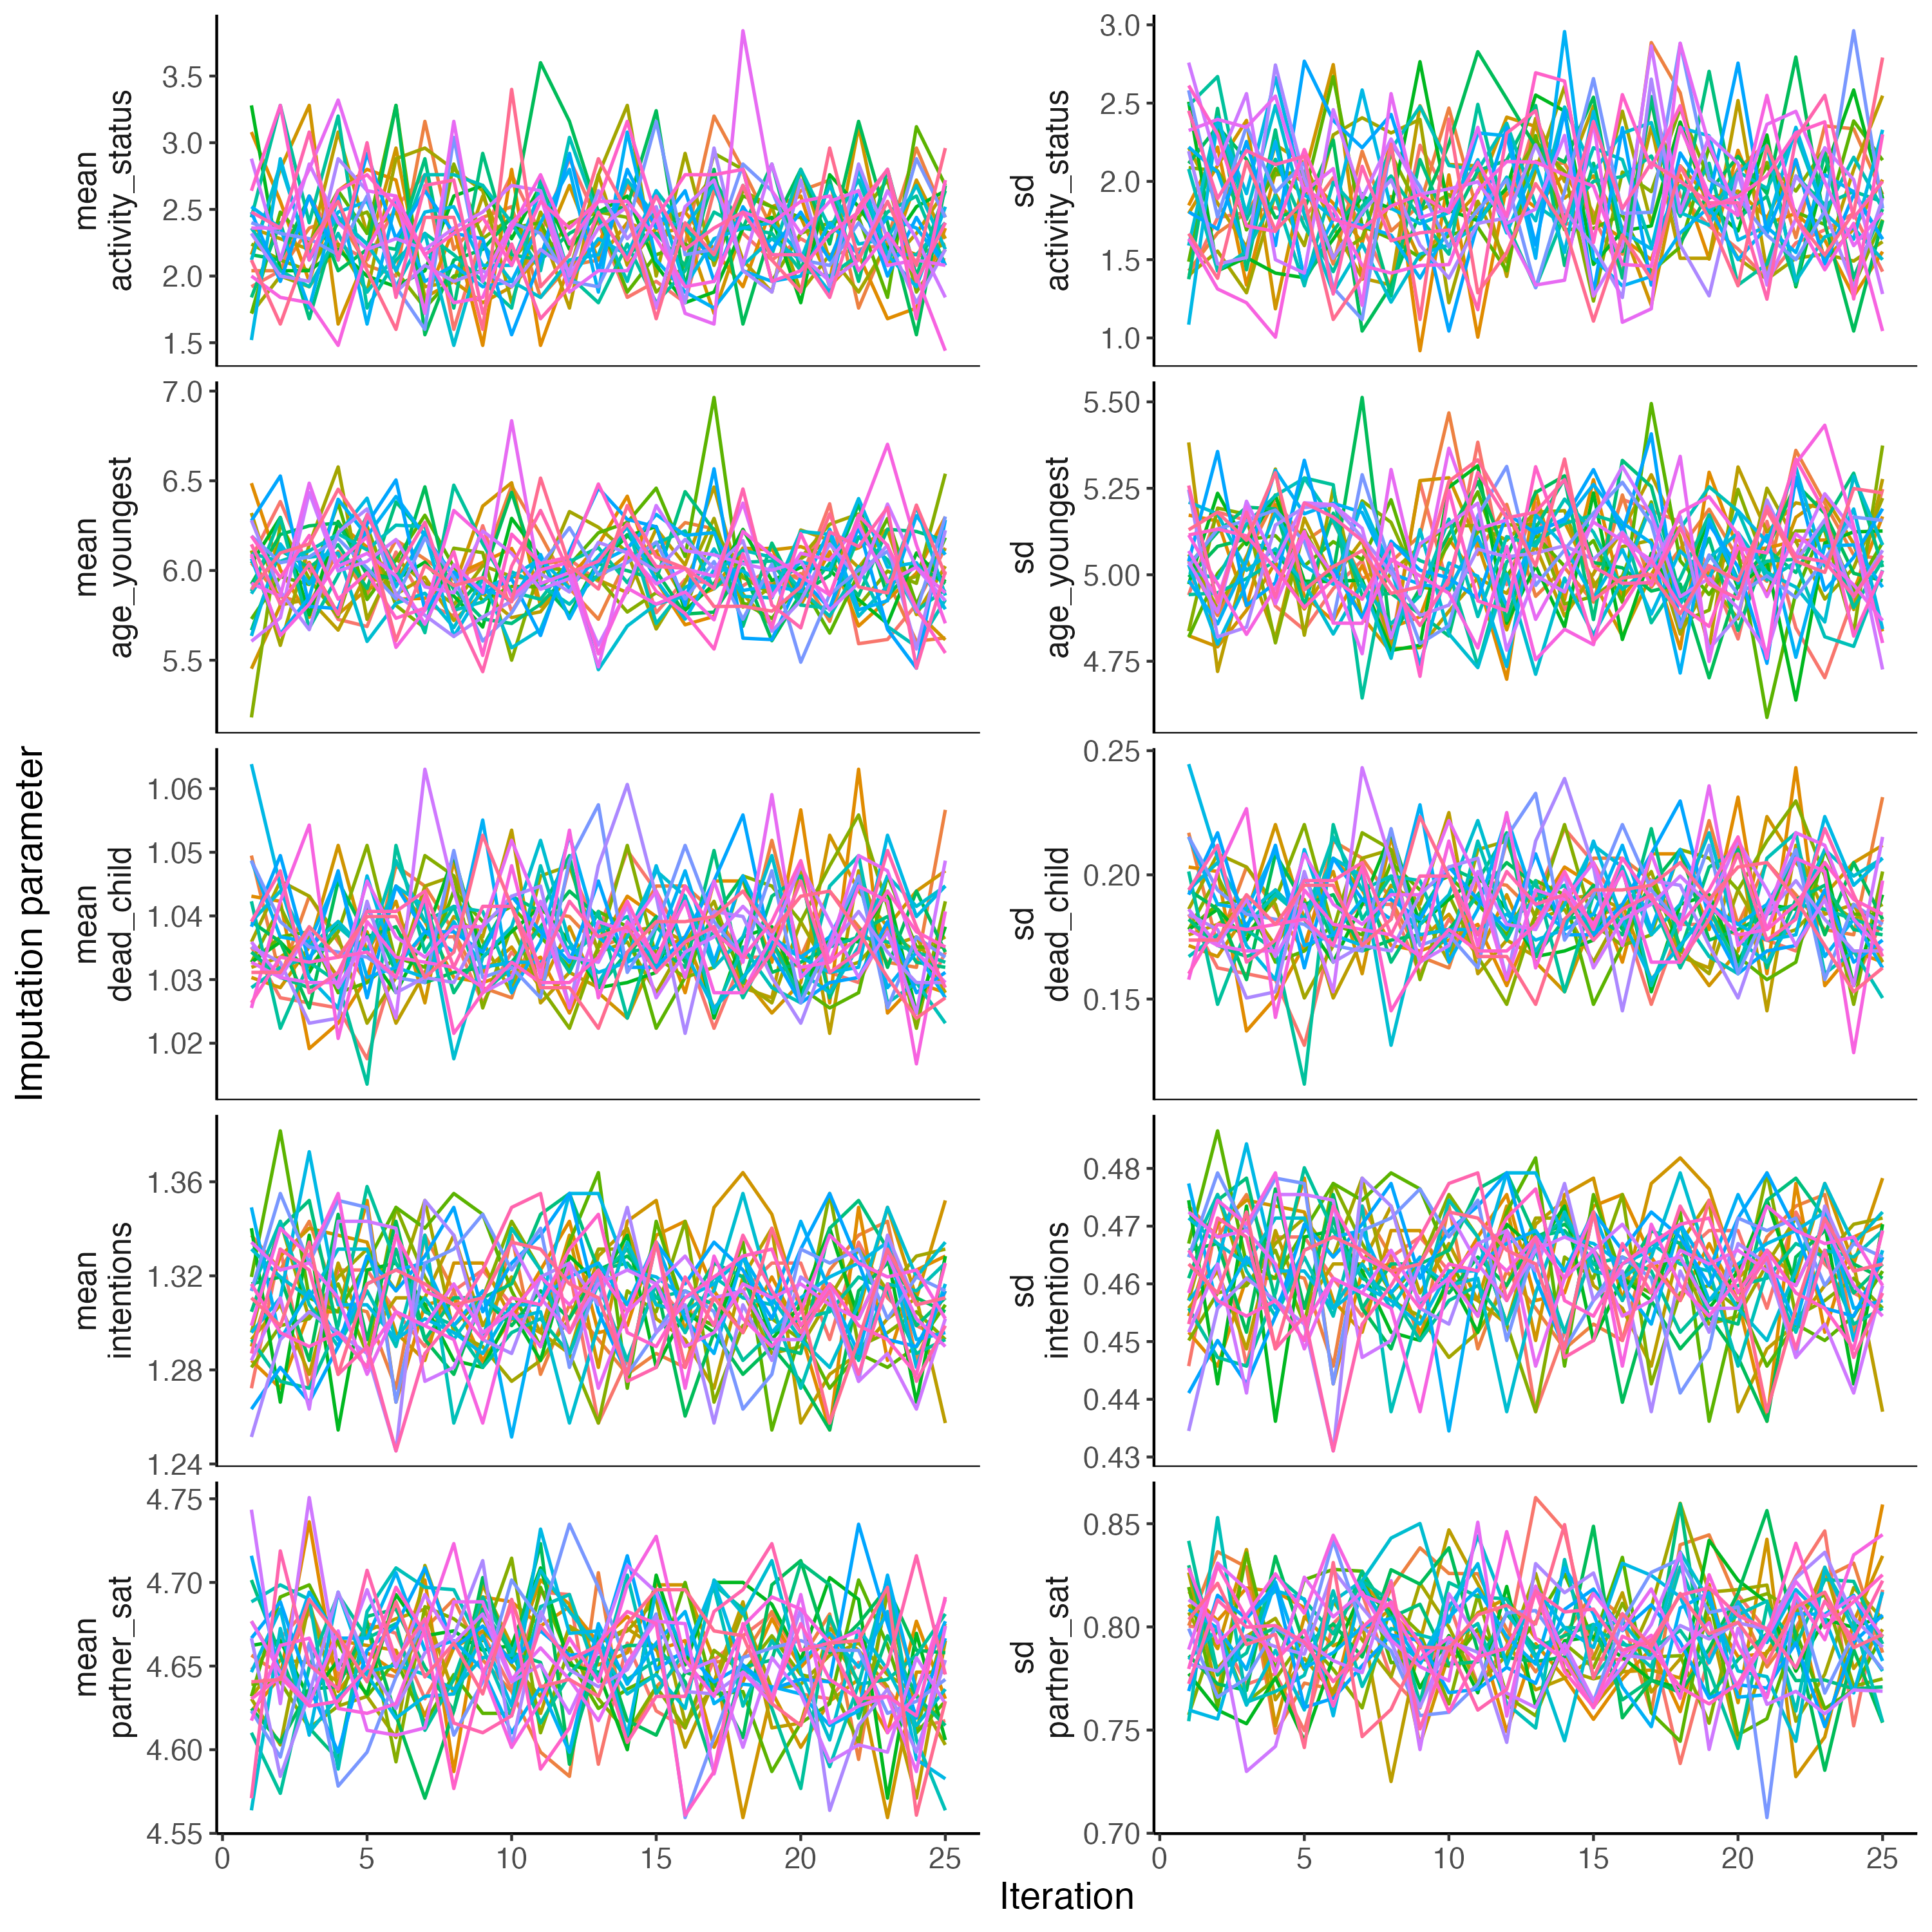 Imputation parameter
mean
activity_status
3.5
3.0
2.5
2.0
1.5
sd
activity_status
3.0
2.5
2.0
1.5
1.0
mean
age_youngest
7.0
6.5
6.0
5.5
sd
age_youngest
5.50
5.25
5.00
4.75
mean
dead_child
1.06
1.05
1.04
1.03
1.02
sd
dead_child
0.25
0.20
0.15
mean
intentions
1.36
1.32
1.28
1.24
sd
intentions
0.48
0.47
0.46
0.45
0.44
0.43
mean
partner_sat
4.75
4.70
4.65
4.60
4.55
sd
partner_sat
0.85
0.80
0.75
0.70
0 5 10 15 20 25
0 5 10 15 20 25
Iteration